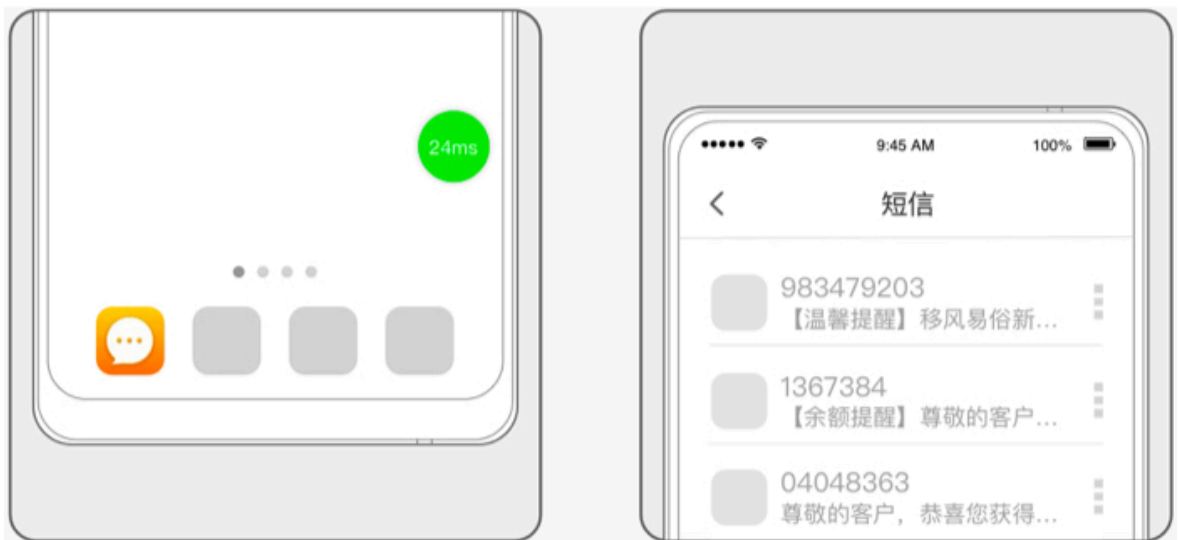 24ms
9:45 AM 100%
短信
983479203
【温馨提醒】移风易俗新...
1367384
【余额提醒】尊敬的客户...
04048363
尊敬的客户，恭喜您获得...